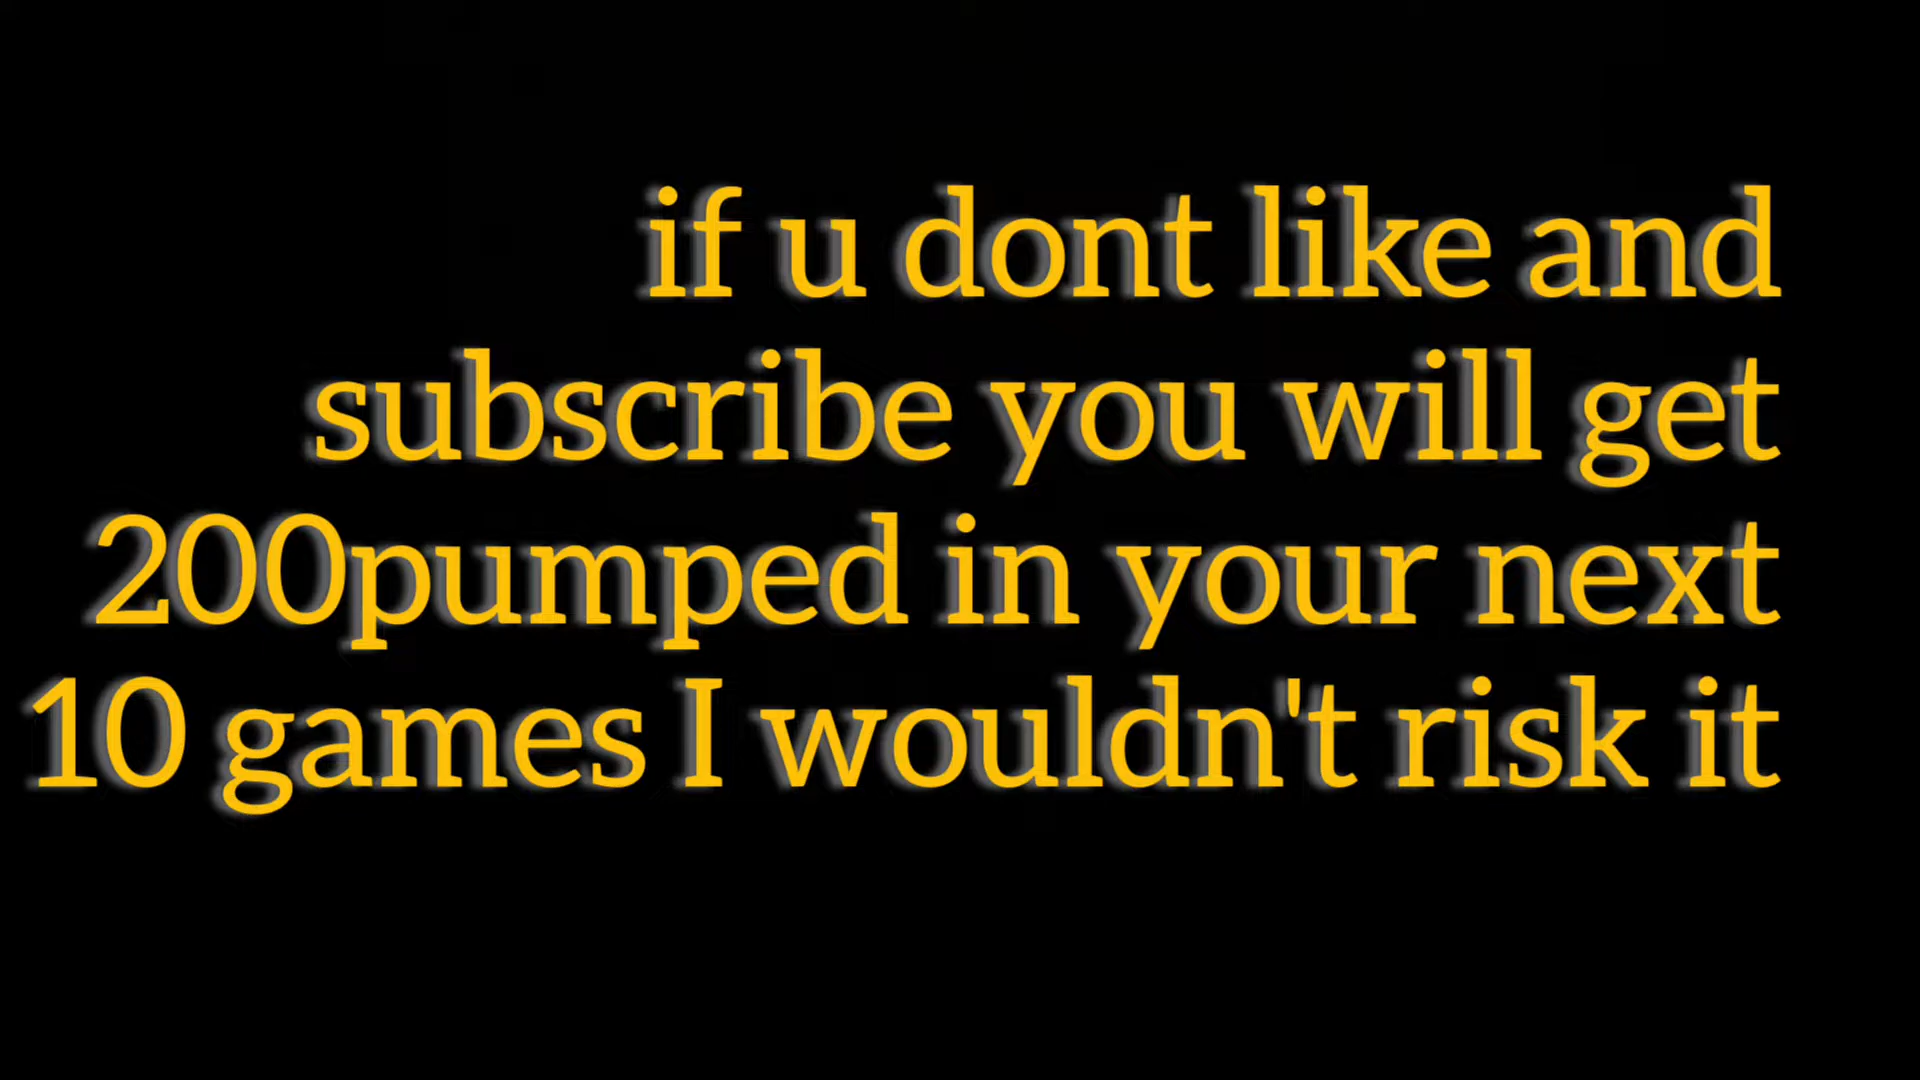 if u dont like and
subscribe you will get
200pumped in your next
10 games I wouldn't risk it